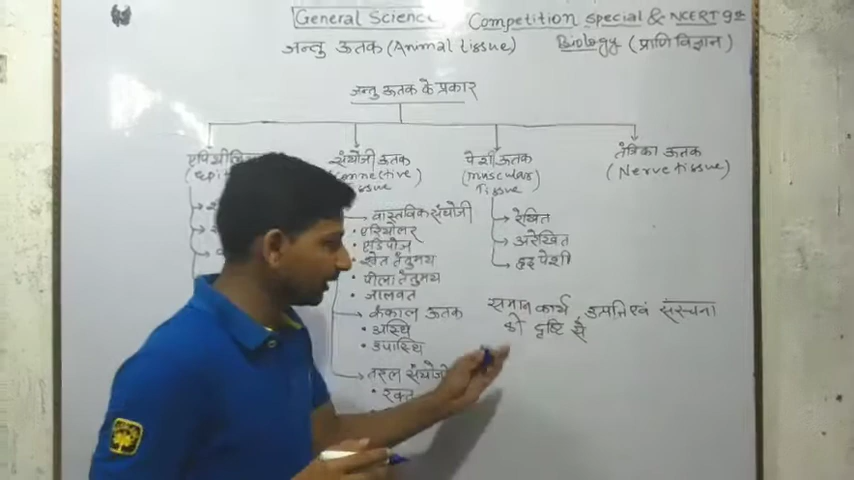 General Science Competition Special & NCERT 9th
जन्तु ऊतक (Animal tissue) Biology (प्राणि विज्ञान)
जन्तु ऊतक के प्रकार
संयोजी ऊतक
(connective
tissue)
वास्तविक संयोजी
एरियोलर
एडिपोज
श्वेत तंतुमय
पीला तंतुमय
जालवत
कंकाल ऊतक
अस्थि
उपास्थि
तरल संयोजी
रक्त
पेशी ऊतक
(muscular
tissue)
रेखित
अरेखित
हृद पेशी
तंत्रिका ऊतक
(Nerve tissue)
समान कार्य उत्पत्ति एवं संरचना
की दृष्टि से